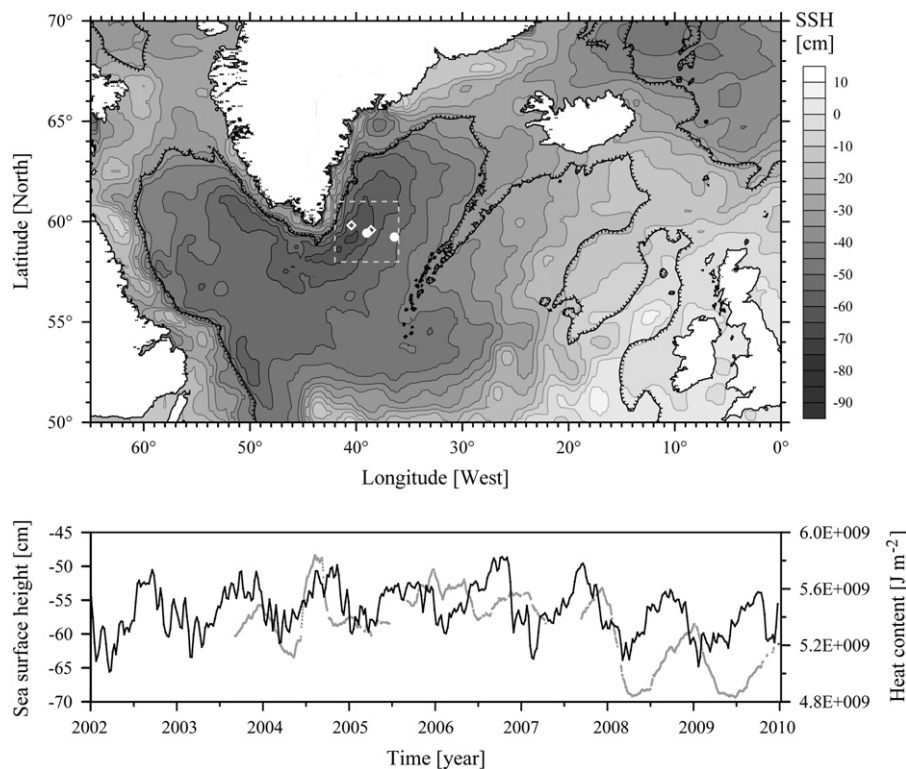 SSH
[cm]
70°
65°
60°
55°
50°
Latitude [North]
10
0
-10
-20
-30
-40
-50
-60
-70
-80
-90
60° 50° 40° 30° 20° 10° 0°
Longitude [West]
Sea surface height [cm]
-45
-50
-55
-60
-65
-70
6.0E+009
5.6E+009
5.2E+009
4.8E+009
Heat content [J m-2]
2002 2003 2004 2005 2006 2007 2008 2009 2010
Time [year]